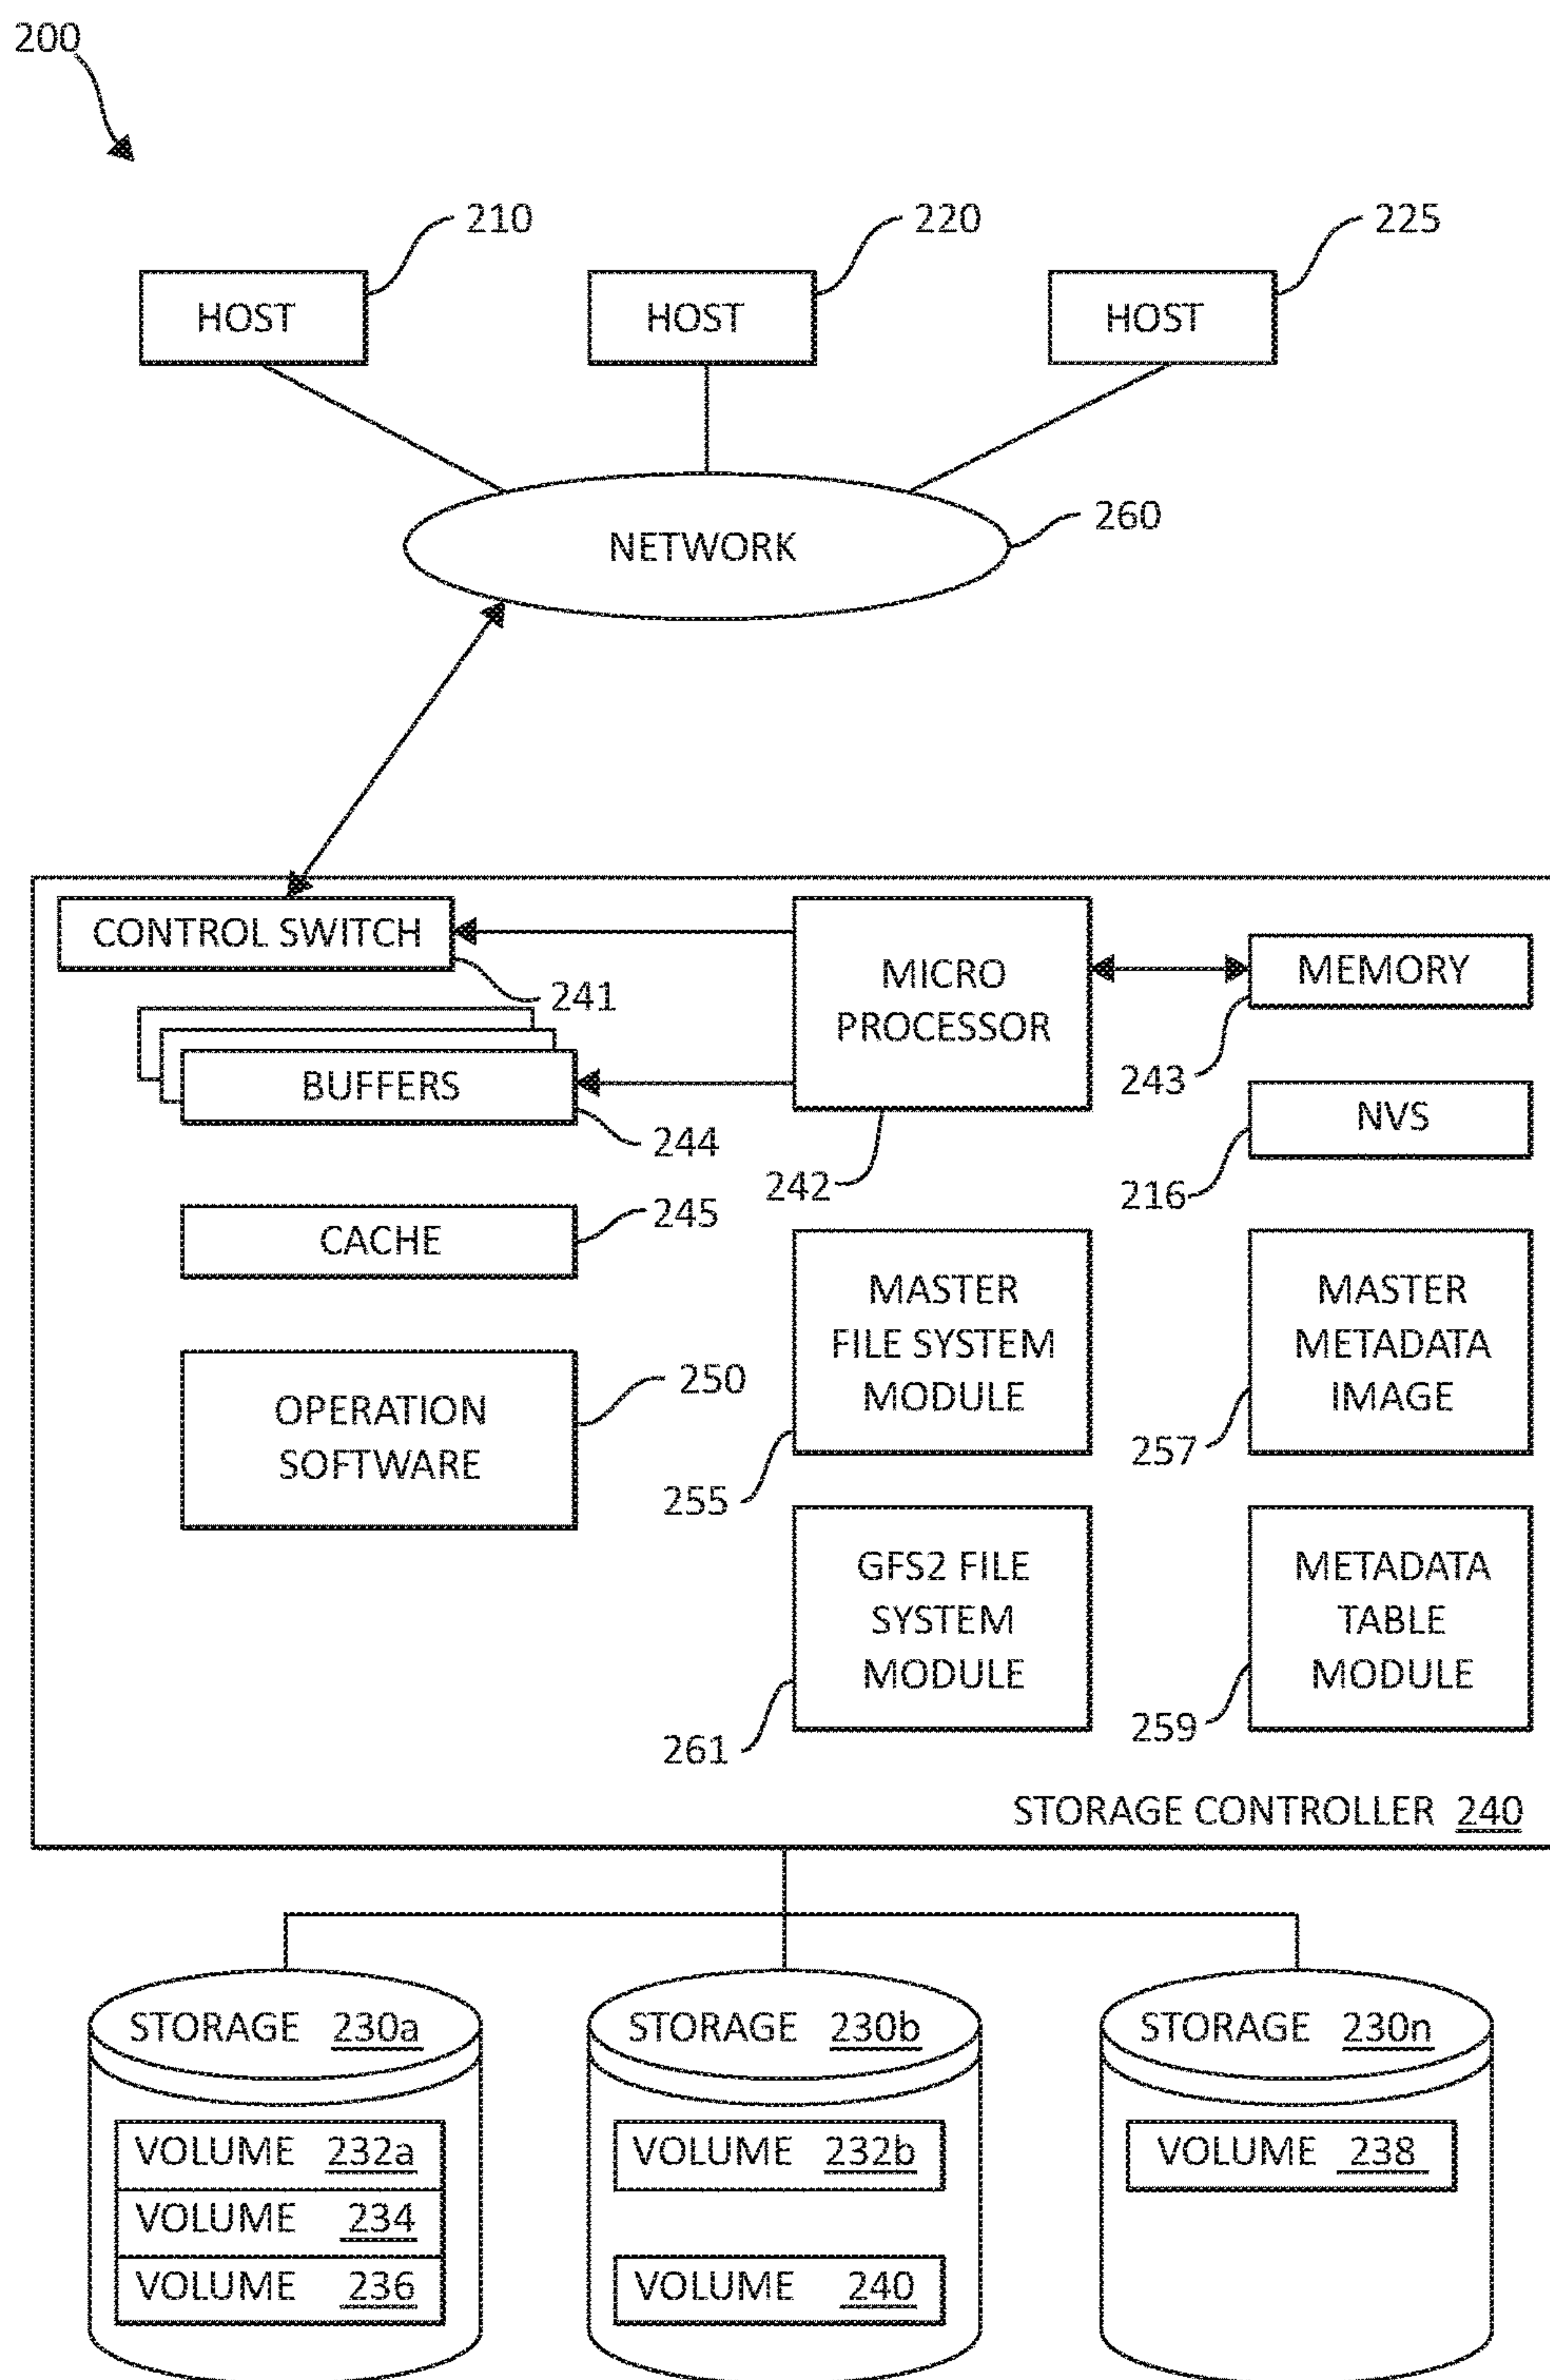 200
210
220
225
HOST
HOST
HOST
260
NETWORK
CONTROL SWITCH
241
MICRO
PROCESSOR
242
MEMORY
243
BUFFERS
244
NVS
216
CACHE
245
MASTER
FILE SYSTEM
MODULE
255
MASTER
METADATA
IMAGE
257
OPERATION
SOFTWARE
250
GFS2 FILE
SYSTEM
MODULE
261
METADATA
TABLE
MODULE
259
STORAGE CONTROLLER 240
STORAGE 230a
VOLUME 232a
VOLUME 234
VOLUME 236
STORAGE 230b
VOLUME 232b
VOLUME 240
STORAGE 230n
VOLUME 238